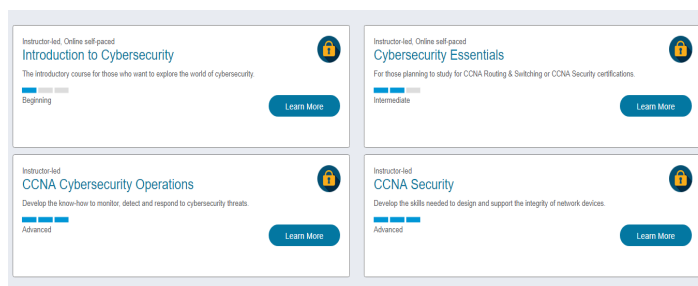 Instructor-led, Online self-paced
Introduction to Cybersecurity
The introductory course for those who want to explore the world of cybersecurity.
Beginning
Learn More
Instructor-led, Online self-paced
Cybersecurity Essentials
For those planning to study for CCNA Routing & Switching or CCNA Security certifications.
Intermediate
Learn More
Instructor-led
CCNA Cybersecurity Operations
Develop the know-how to monitor, detect and respond to cybersecurity threats.
Advanced
Learn More
Instructor-led
CCNA Security
Develop the skills needed to design and support the integrity of network devices.
Advanced
Learn More